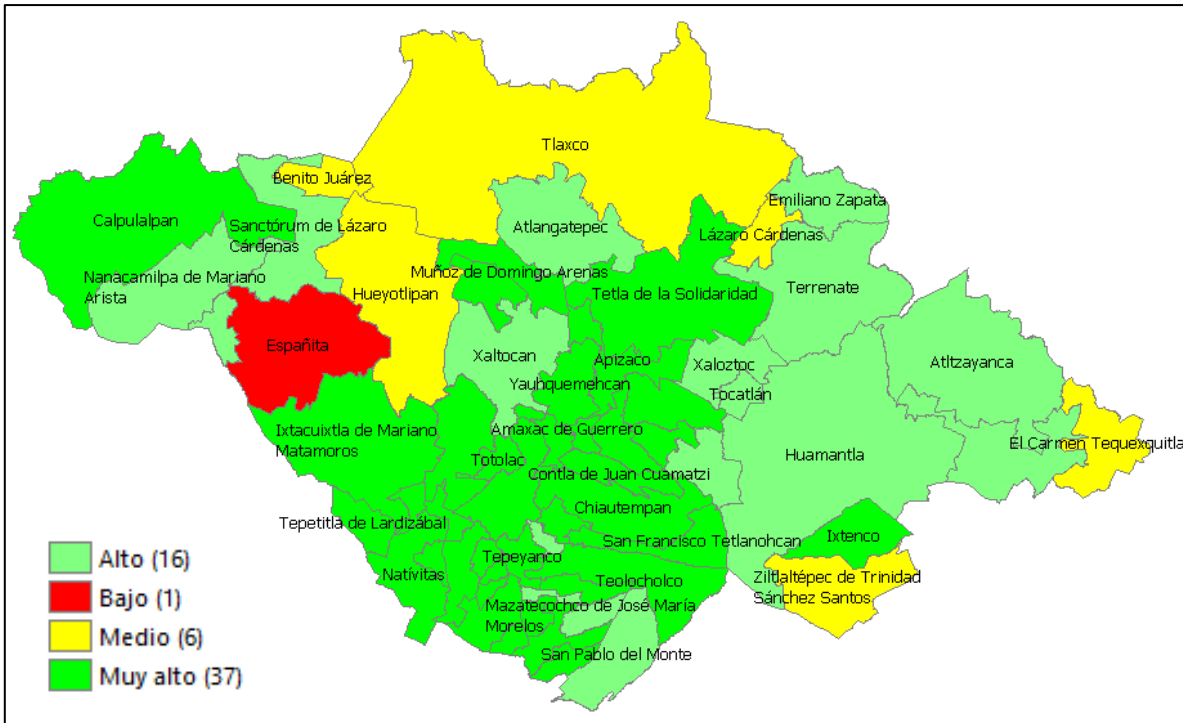 Tlaxco
Benito Juárez
Emiliano Zapata
Calpulalpan
Sanctórum de Lázaro
Cárdenas
Atlangatepec
Lázaro Cárdenas
Nanacamilpa de Mariano
Arista
Muñoz de Domingo Arenas
Hueyotlipan
Tetla de la Solidaridad
Terrenate
Españita
Xaltocan
Apizaco
Xaloztoc
Atltzayanca
Yauhquemehcan
Tocatlán
Ixtacuixtla de Mariano
Matamoros
Amaxac de Guerrero
El Carmen Tequexquitla
Totolac
Contla de Juan Cuamatzi
Huamantla
Chiautempan
Tepetitla de Lardizábal
San Francisco Tetlanohcan
Ixtenco
Tepeyanco
Natívitas
Teolocholco
Ziltlaltépec de Trinidad
Sánchez Santos
Mazatecochco de José María
Morelos
San Pablo del Monte
Alto (16)
Bajo (1)
Medio (6)
Muy alto (37)